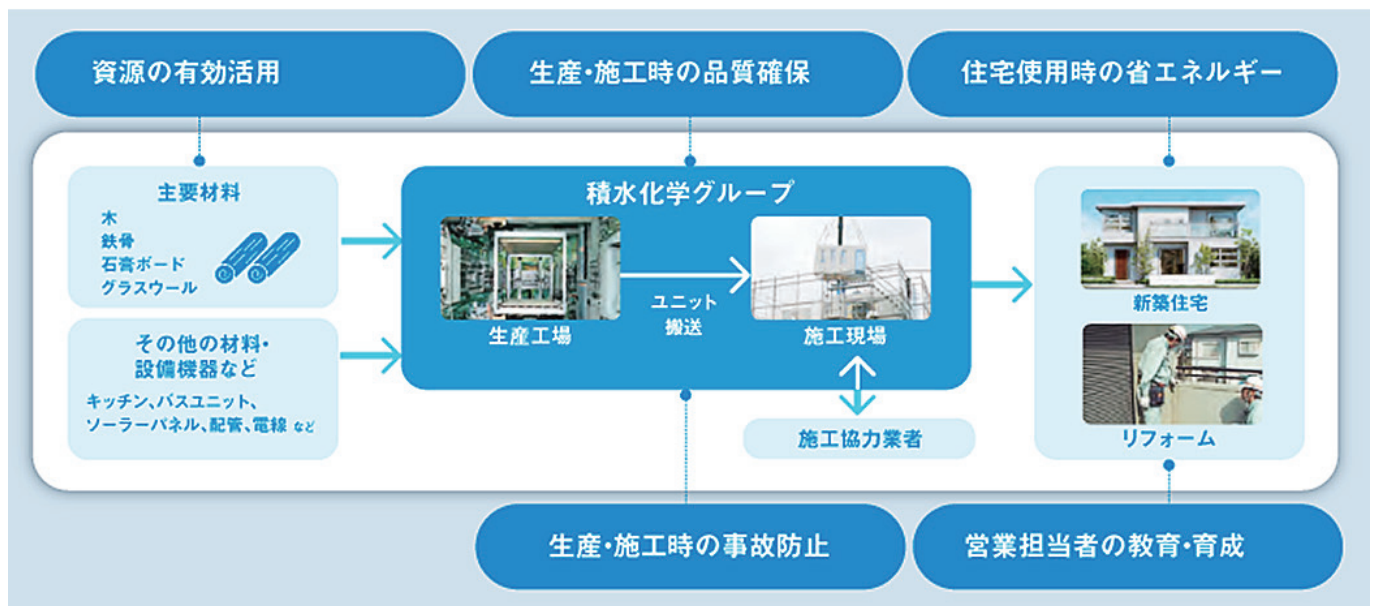 資源の有効活用
生産・施工時の品質確保
住宅使用時の省エネルギー
主要材料
木
鉄骨
石膏ボード
グラスウール
その他の材料・
設備機器など
キッチン、バスユニット、
ソーラーパネル、配管、電線 など
積水化学グループ
生産工場
ユニット
搬送
施工現場
施工協力業者
新築住宅
リフォーム
生産・施工時の事故防止
営業担当者の教育・育成